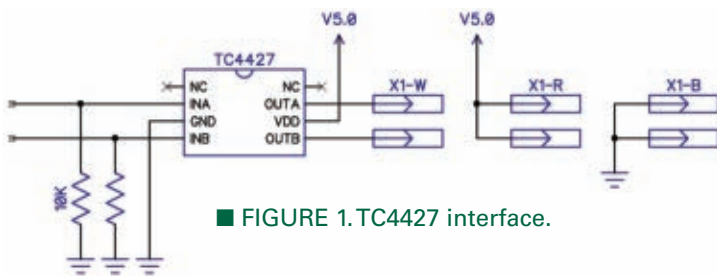 V5.0
V5.0
TC4427
NC
NC
X1-W
X1-R
X1-B
INA
OUTA
GND
VDD
INB
OUTB
10K
■ FIGURE 1. TC4427 interface.